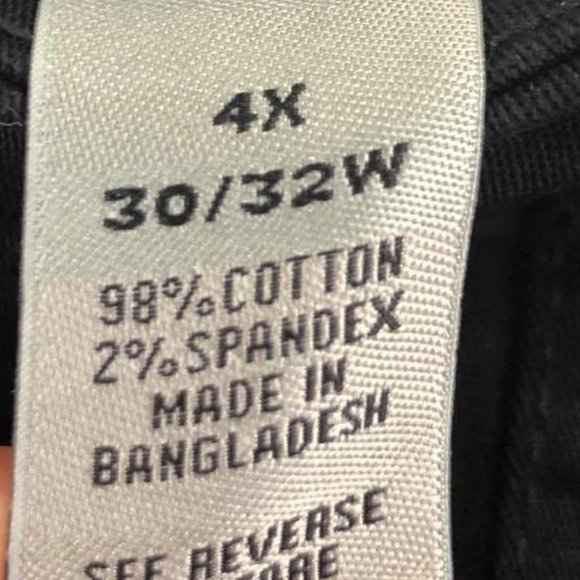 4X
30/32W
98% COTTON
2% SPANDEX
MADE IN
BANGLADESH
SEE REVERSE